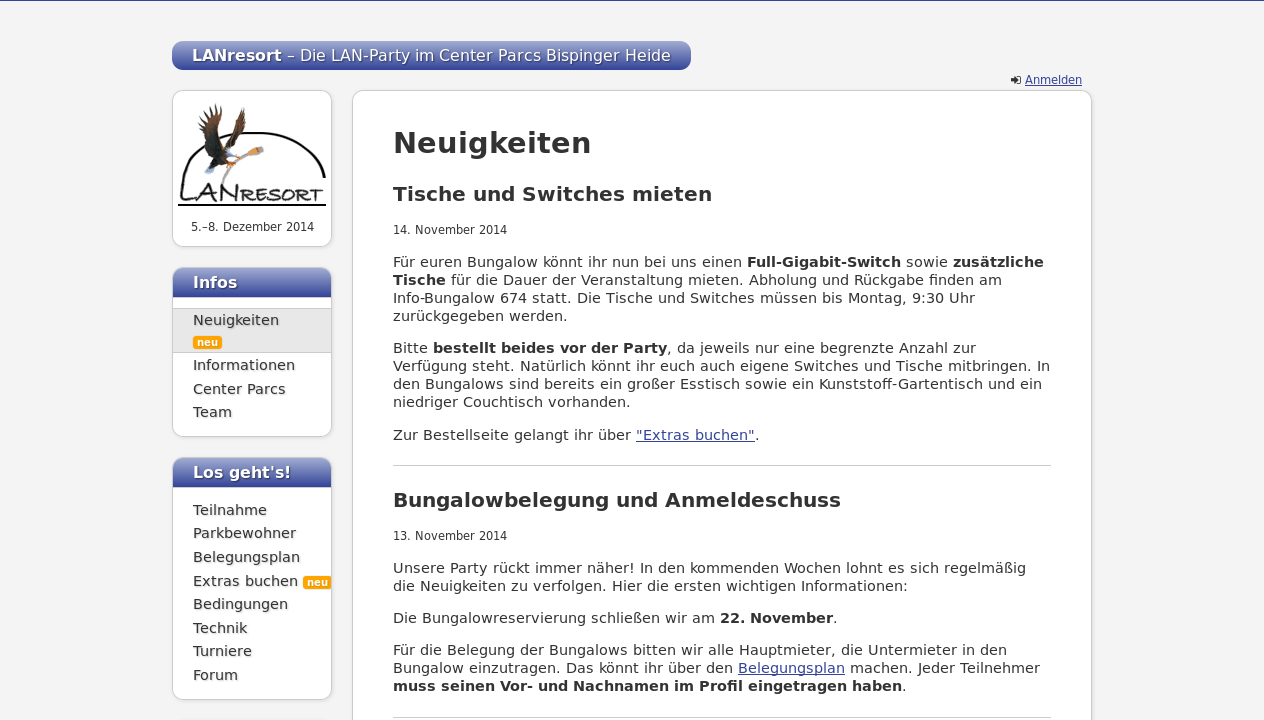 LANresort – Die LAN-Party im Center Parcs Bispinger Heide
Anmelden
LANRESORT
5.–8. Dezember 2014
Infos
Neuigkeiten
neu
Informationen
Center Parcs
Team
Los geht's!
Teilnahme
Parkbewohner
Belegungsplan
Extras buchen neu
Bedingungen
Technik
Turniere
Forum
Neuigkeiten
Tische und Switches mieten
14. November 2014
Für euren Bungalow könnt ihr nun bei uns einen Full-Gigabit-Switch sowie zusätzliche
Tische für die Dauer der Veranstaltung mieten. Abholung und Rückgabe finden am
Info-Bungalow 674 statt. Die Tische und Switches müssen bis Montag, 9:30 Uhr
zurückgegeben werden.
Bitte bestellt beides vor der Party, da jeweils nur eine begrenzte Anzahl zur
Verfügung steht. Natürlich könnt ihr euch auch eigene Switches und Tische mitbringen. In
den Bungalows sind bereits ein großer Esstisch sowie ein Kunststoff-Gartentisch und ein
niedriger Couchtisch vorhanden.
Zur Bestellseite gelangt ihr über "Extras buchen".
Bungalowbelegung und Anmeldeschuss
13. November 2014
Unsere Party rückt immer näher! In den kommenden Wochen lohnt es sich regelmäßig
die Neuigkeiten zu verfolgen. Hier die ersten wichtigen Informationen:
Die Bungalowreservierung schließen wir am 22. November.
Für die Belegung der Bungalows bitten wir alle Hauptmieter, die Untermieter in den
Bungalow einzutragen. Das könnt ihr über den Belegungsplan machen. Jeder Teilnehmer
muss seinen Vor- und Nachnamen im Profil eingetragen haben.